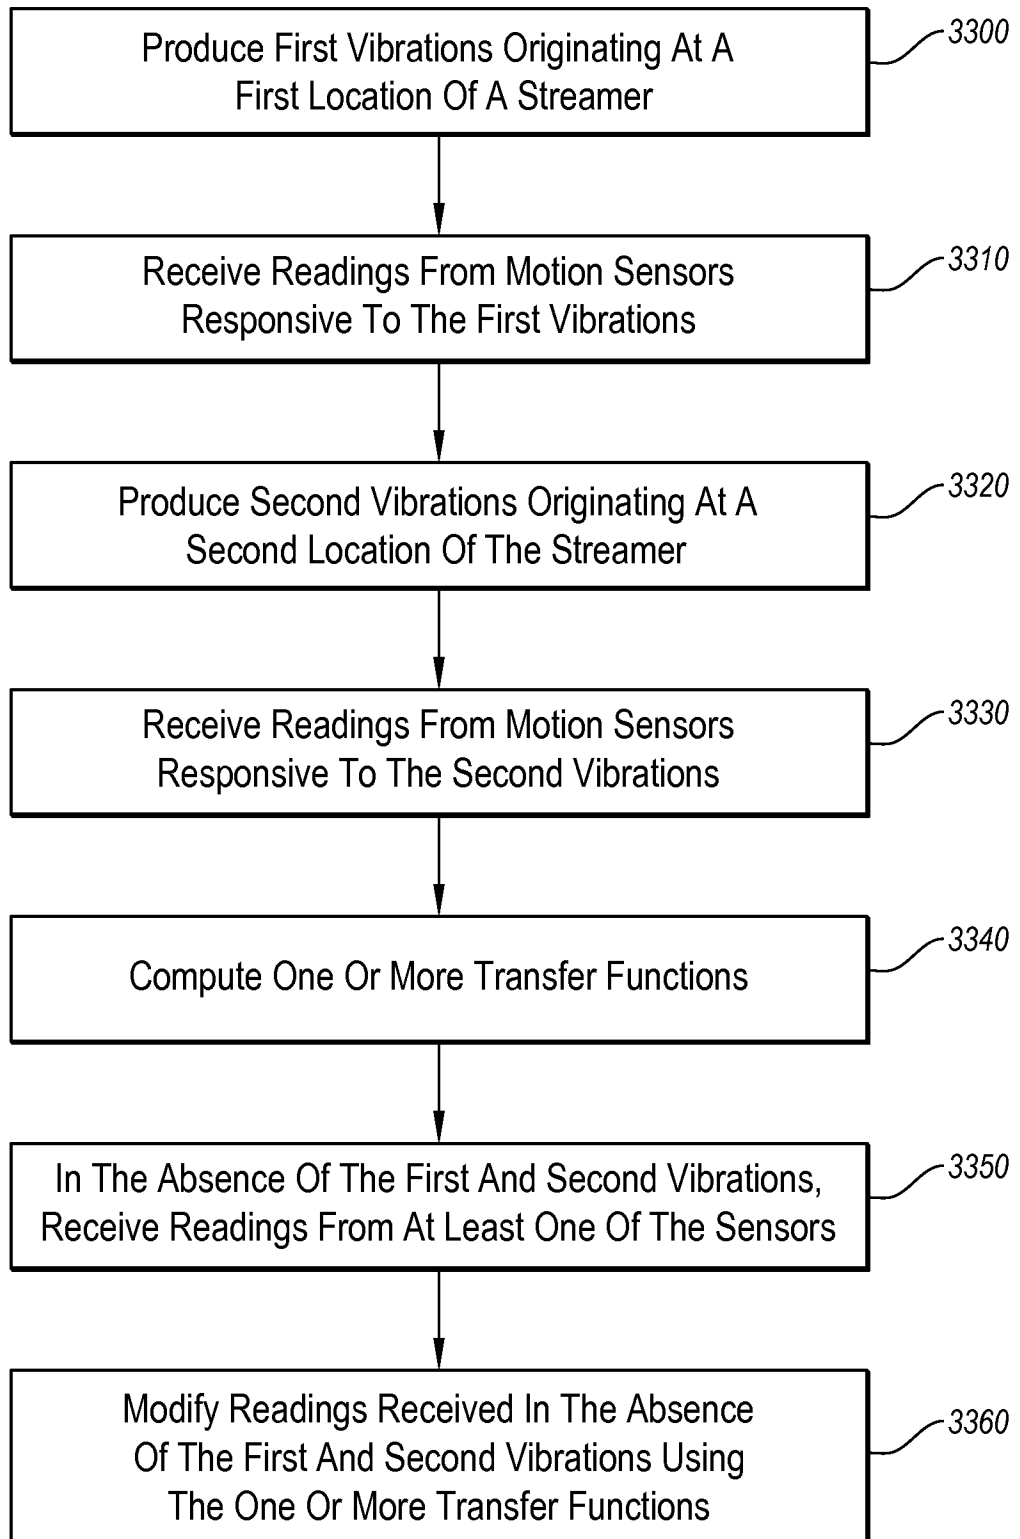 Produce First Vibrations Originating At A
First Location Of A Streamer
3300
Receive Readings From Motion Sensors
Responsive To The First Vibrations
3310
Produce Second Vibrations Originating At A
Second Location Of The Streamer
3320
Receive Readings From Motion Sensors
Responsive To The Second Vibrations
3330
Compute One Or More Transfer Functions
3340
In The Absence Of The First And Second Vibrations,
Receive Readings From At Least One Of The Sensors
3350
Modify Readings Received In The Absence
Of The First And Second Vibrations Using
The One Or More Transfer Functions
3360